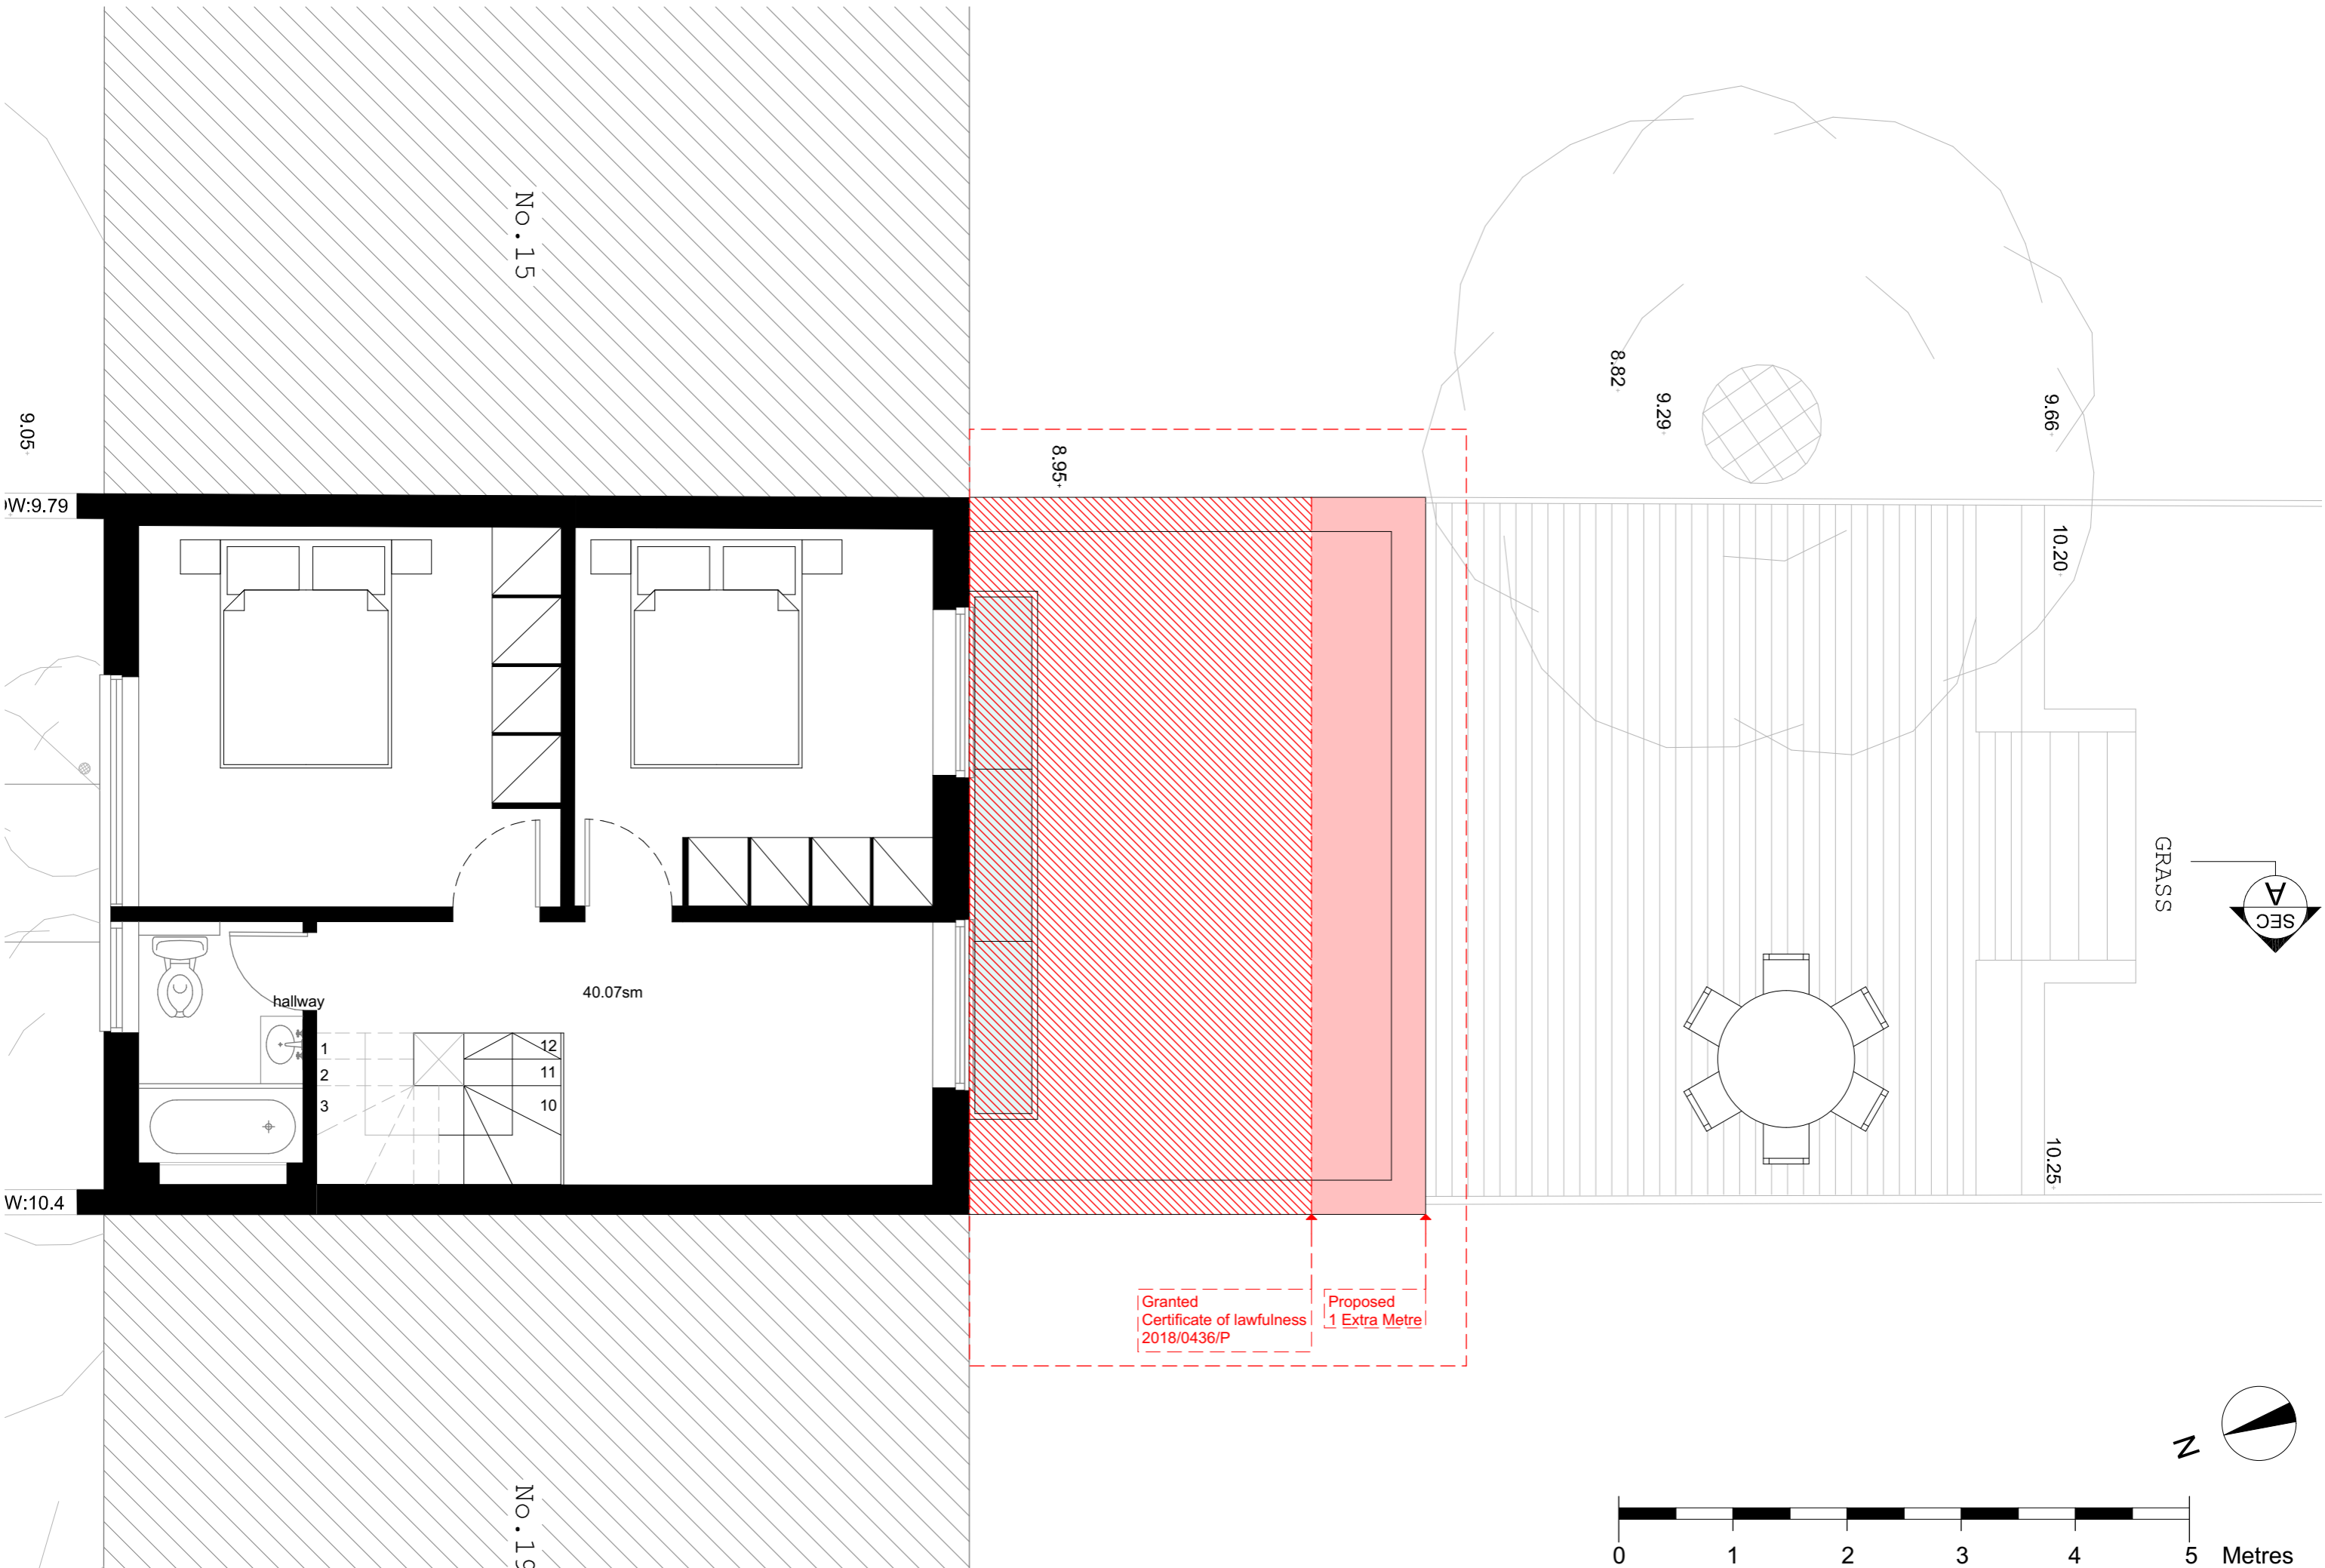 No.15
8.82
9.29
9.66
9.05
8.95
W:9.79
10.20
GRASS
A
SEC
40.07sm
hallway
1
2
3
12
11
10
10.25
W:10.4
Granted
Certificate of lawfulness
2018/0436/P
Proposed
1 Extra Metre
N
No.19
0 1 2 3 4 5 Metres